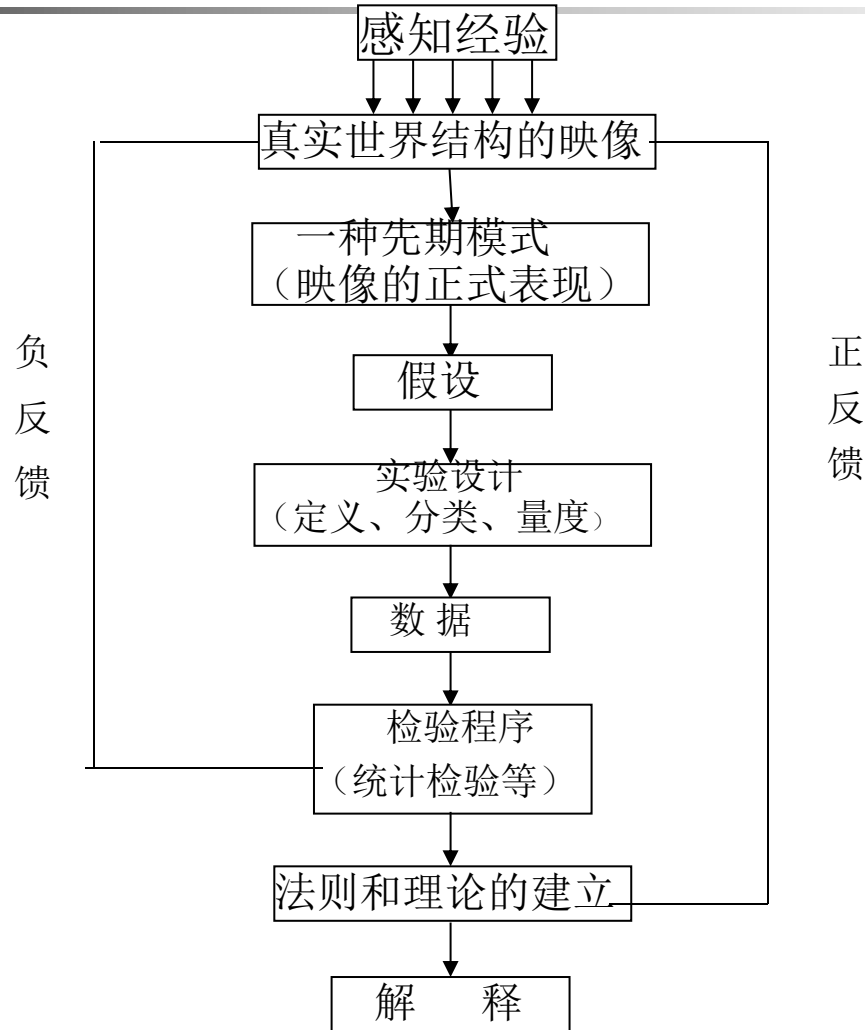 感知经验
真实世界结构的映像
一种先期模式
（映像的正式表现）
假设
实验设计
（定义、分类、量度）
数 据
检验程序
（统计检验等）
法则和理论的建立
解 释
负
反
馈
正
反
馈